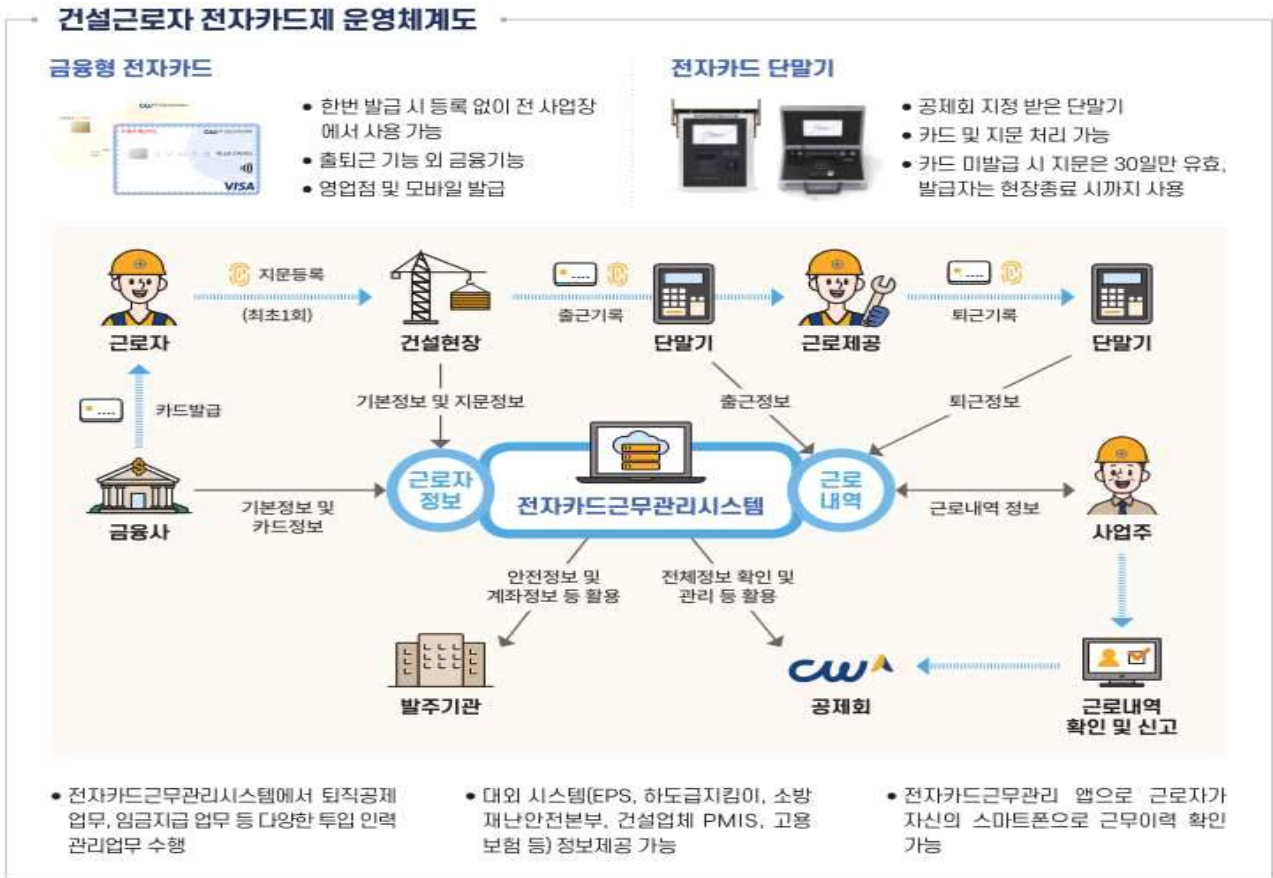 건설근로자 전자카드제 운영체계도
금융형 전자카드
• 한번 발급 시 등록 없이 전 사업장
에서 사용 가능
• 출퇴근 기능 외 금융기능
• 영업점 및 모바일 발급
VISA
전자카드 단말기
• 공제회 지정 받은 단말기
• 카드 및 지문 처리 가능
• 카드 미발급 시 지문은 30일만 유효,
발급자는 현장종료 시까지 사용
지문등록
(최초1회)
출근기록
퇴근기록
근로자
건설현장
단말기
근로제공
단말기
카드발급
기본정보 및 지문정보
출근정보
퇴근정보
근로자
정보
전자카드근무관리시스템
근로
내역
금융사
기본정보 및
카드정보
근로내역 정보
사업주
안전정보 및
계좌정보 등 활용
전체정보 확인 및
관리 등 활용
발주기관
cwa
공제회
근로내역
확인 및 신고
• 전자카드근무관리시스템에서 퇴직공제
업무, 임금지급 업무 등 다양한 투입 인력
관리업무 수행
• 대외 시스템(EPS, 하도급지킴이, 소방
재난안전본부, 건설업체 PMIS, 고용
보험 등) 정보제공 가능
• 전자카드근무관리 앱으로 근로자가
자신의 스마트폰으로 근무이력 확인
가능